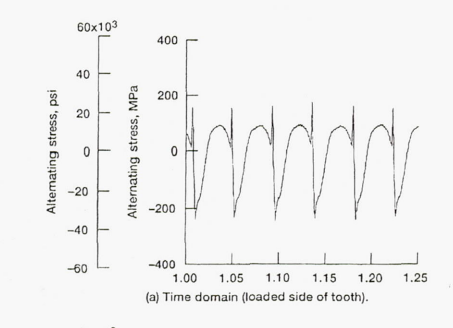 60x10³
40
20
0
−20
−40
−60
Alternating stress, psi
400
200
0
−200
−400
Alternating stress, MPa
1.00 1.05 1.10 1.15 1.20 1.25
(a) Time domain (loaded side of tooth).